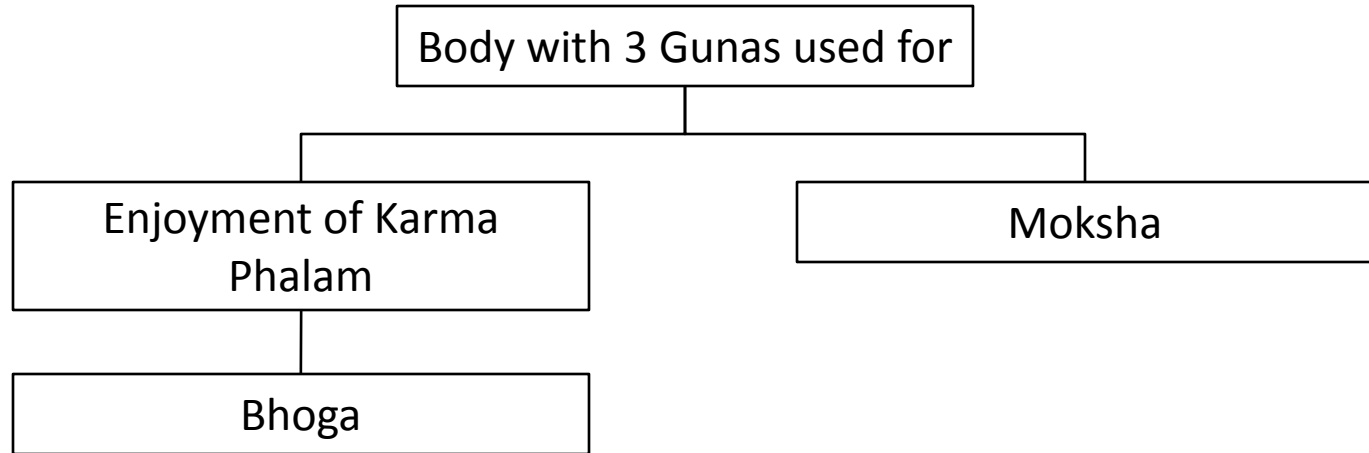 Body with 3 Gunas used for
Enjoyment of Karma
Phalam
Moksha
Bhoga